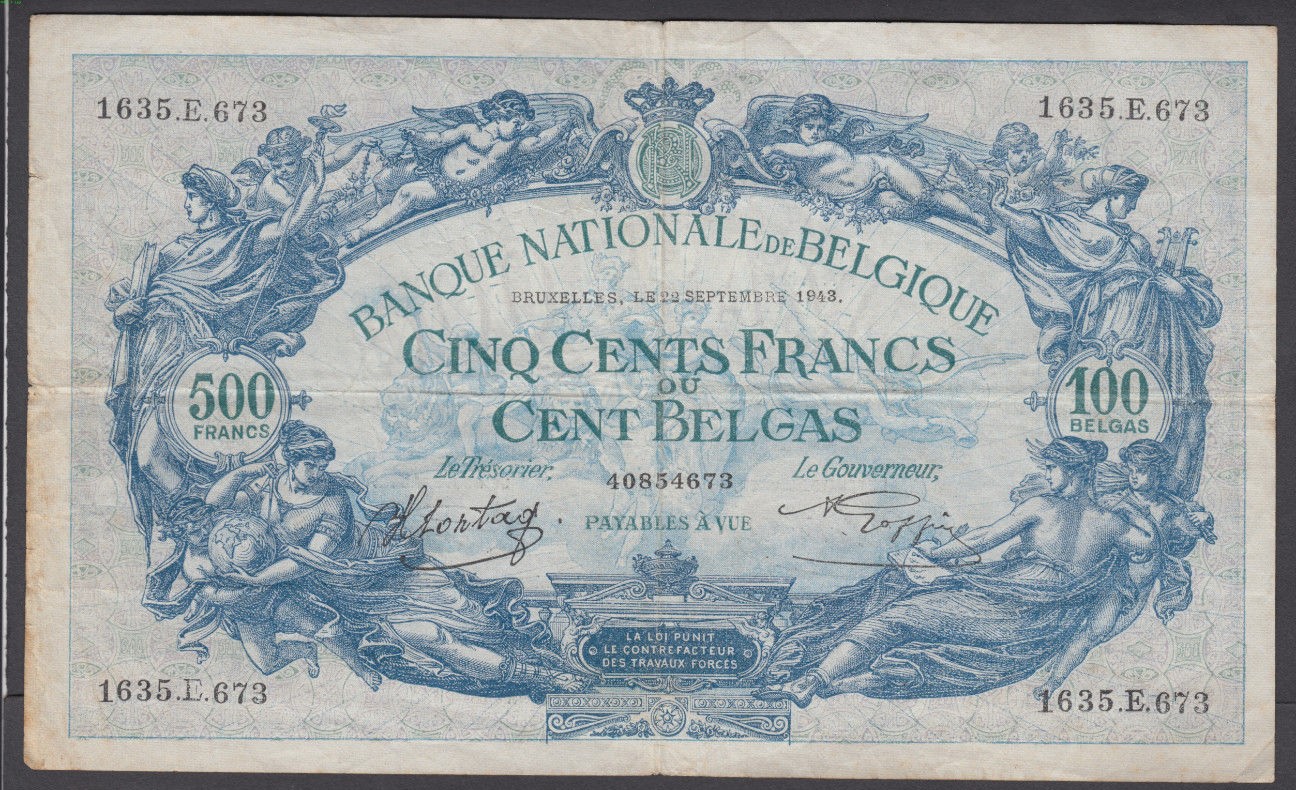 1635.E.673
1635.E.673
BANQUE NATIONALE DE BELGIQUE
BRUXELLES, LE 22 SEPTEMBRE 1943.
CINQ CENTS FRANCS
OU
CENT BELGAS
500
FRANCS
100
BELGAS
Le Trésorier,
40854673
Le Gouverneur,
H Sontag.
PAYABLES À VUE
LA LOI PUNIT
LE CONTREFACTEUR
DES TRAVAUX FORCÉS
1635.E.673
1635.E.673